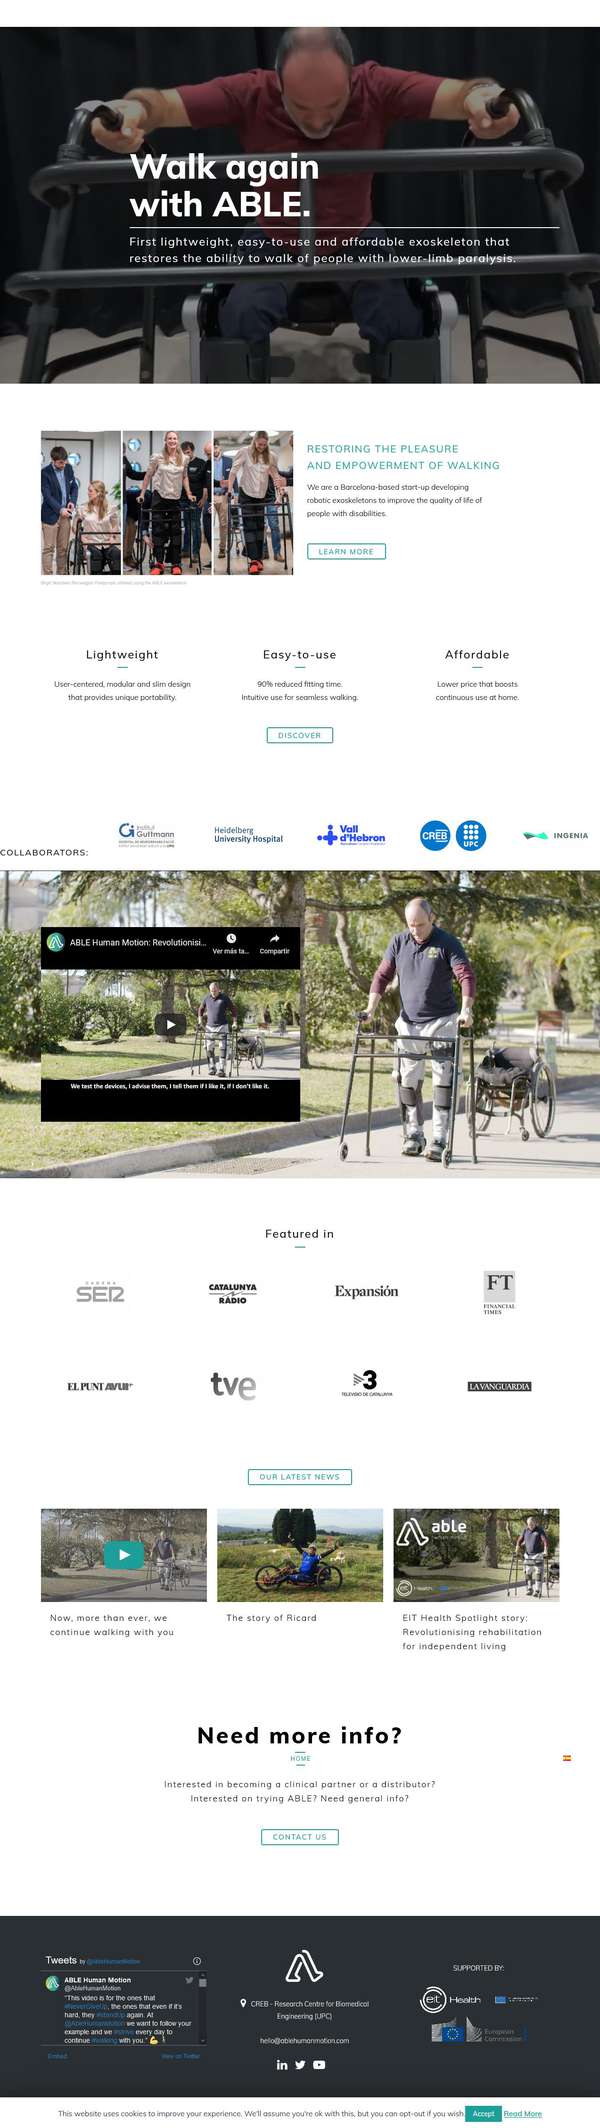 Walk again
with ABLE.
First lightweight, easy-to-use and affordable exoskeleton that
restores the ability to walk of people with lower-limb paralysis.
RESTORING THE PLEASURE
AND EMPOWERMENT OF WALKING
We are a Barcelona-based start-up developing
robotic exoskeletons to improve the quality of life of
people with disabilities.
LEARN MORE
Lightweight
User-centered, modular and slim design
that provides unique portability.
Easy-to-use
90% reduced fitting time.
Intuitive use for seamless walking.
Affordable
Lower price that boosts
continuous use at home.
DISCOVER
COLLABORATORS:
Institut
Guttmann
Heidelberg
University Hospital
Vall
d'Hebron
CREB
UPC
INGENIA
ABLE Human Motion: Revolutionisi...
Ver más ta...
Compartir
We test the devices, I advise them, I tell them if I like it, if I don't like it.
Featured in
CADENA
SER
CATALUNYA
RÀDIO
Expansión
FT
FINANCIAL
TIMES
EL PUNT AVUI+
tve
3
TELEVISIÓ DE CATALUNYA
LA VANGUARDIA
OUR LATEST NEWS
able
eit Health
Now, more than ever, we
continue walking with you
The story of Ricard
EIT Health Spotlight story:
Revolutionising rehabilitation
for independent living
Need more info?
HOME
Interested in becoming a clinical partner or a distributor?
Interested on trying ABLE? Need general info?
CONTACT US
Tweets by @AbleHumanMotion
ABLE Human Motion
@AbleHumanMotion
"This video is for the ones that
#NeverGiveUp, the ones that even if it's
hard, they #standUp again. At
@AbleHumanMotion we want to follow your
example and we #strive every day to
continue #walking with you." 💪🚶
Embed
View on Twitter
CREB - Research Centre for Biomedical
Engineering (UPC)
hello@ablehumanmotion.com
SUPPORTED BY:
eit Health
European
Commission
This website uses cookies to improve your experience. We'll assume you're ok with this, but you can opt-out if you wish. Accept Read More